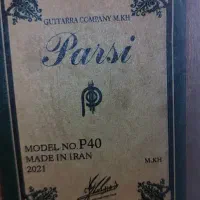 GUITARRA COMPANY M.KH
Parsi
MODEL NO.P40
MADE IN IRAN
2021
M.KH